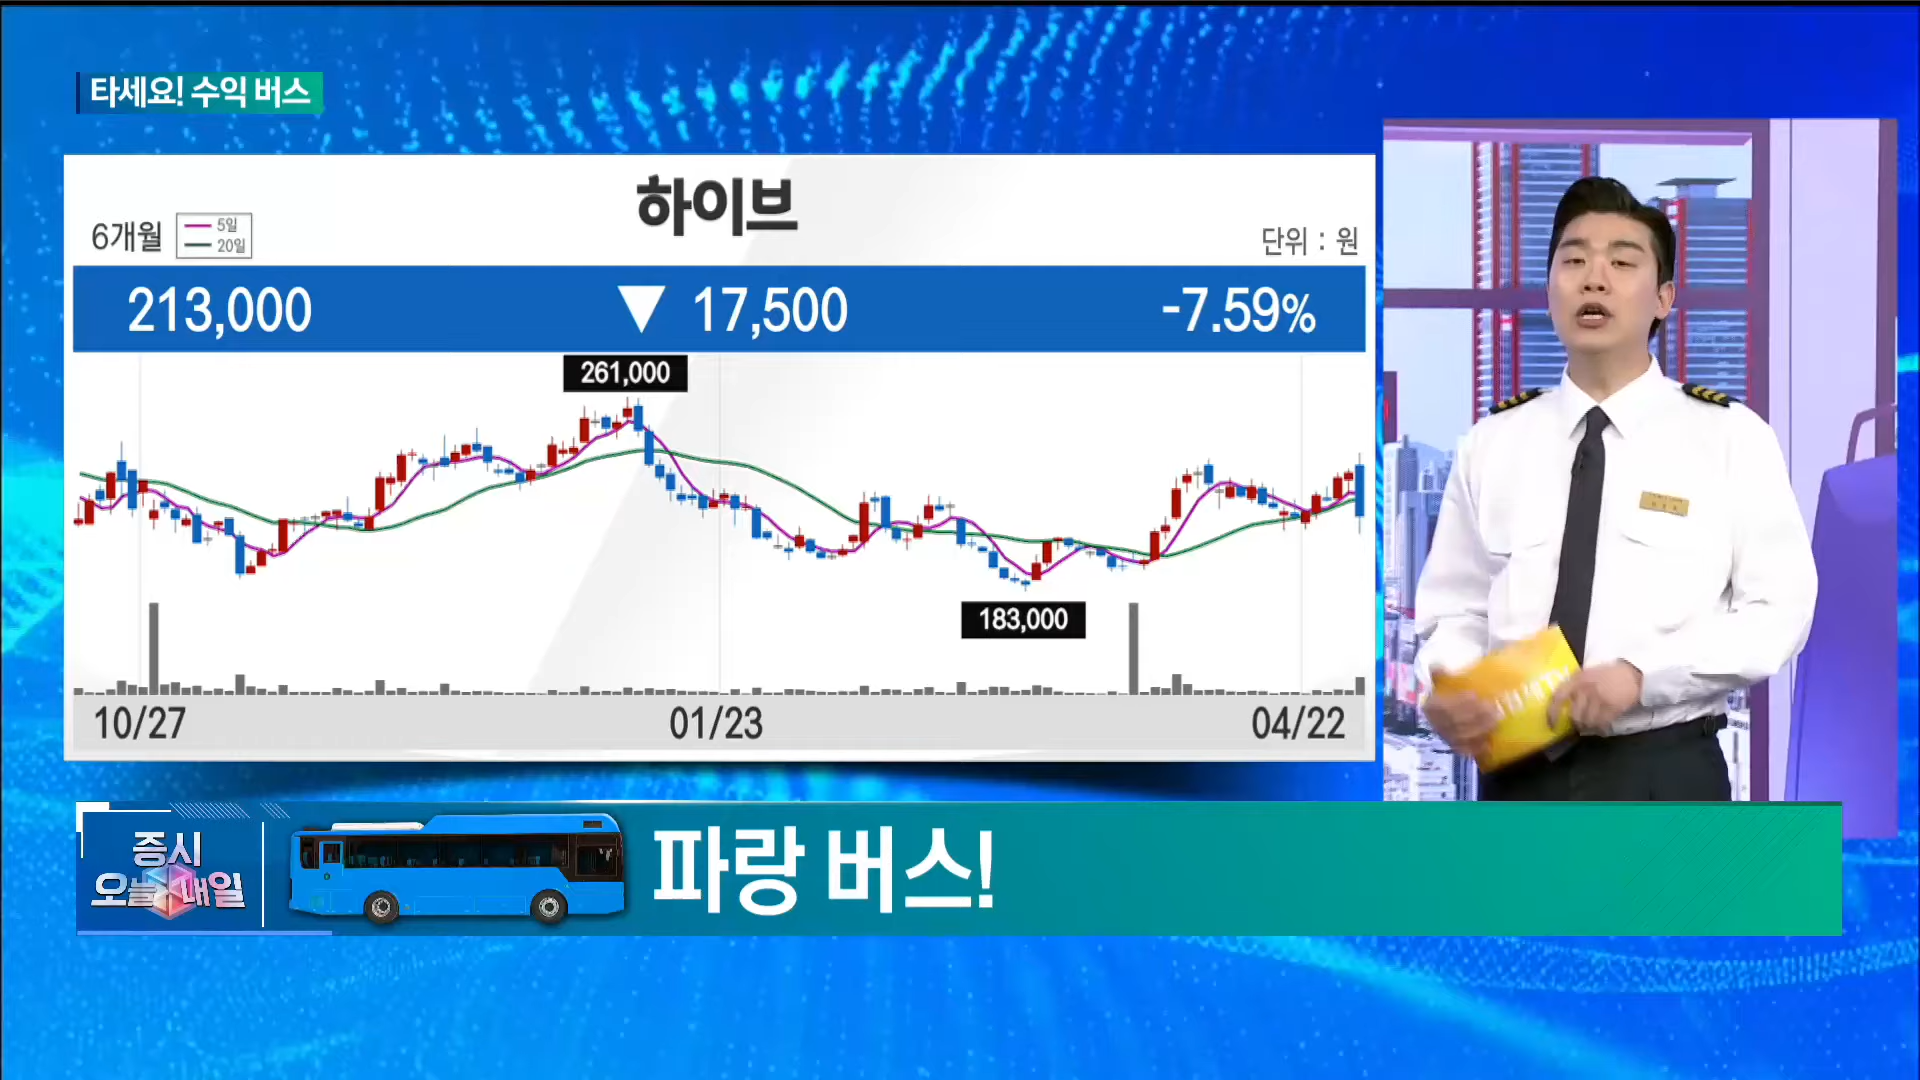 타세요! 수익 버스
하이브
6개월
5일
20일
단위 : 원
213,000 ▼ 17,500 -7.59%
261,000
183,000
10/27 01/23 04/22
증시
오늘 내일
파랑 버스!